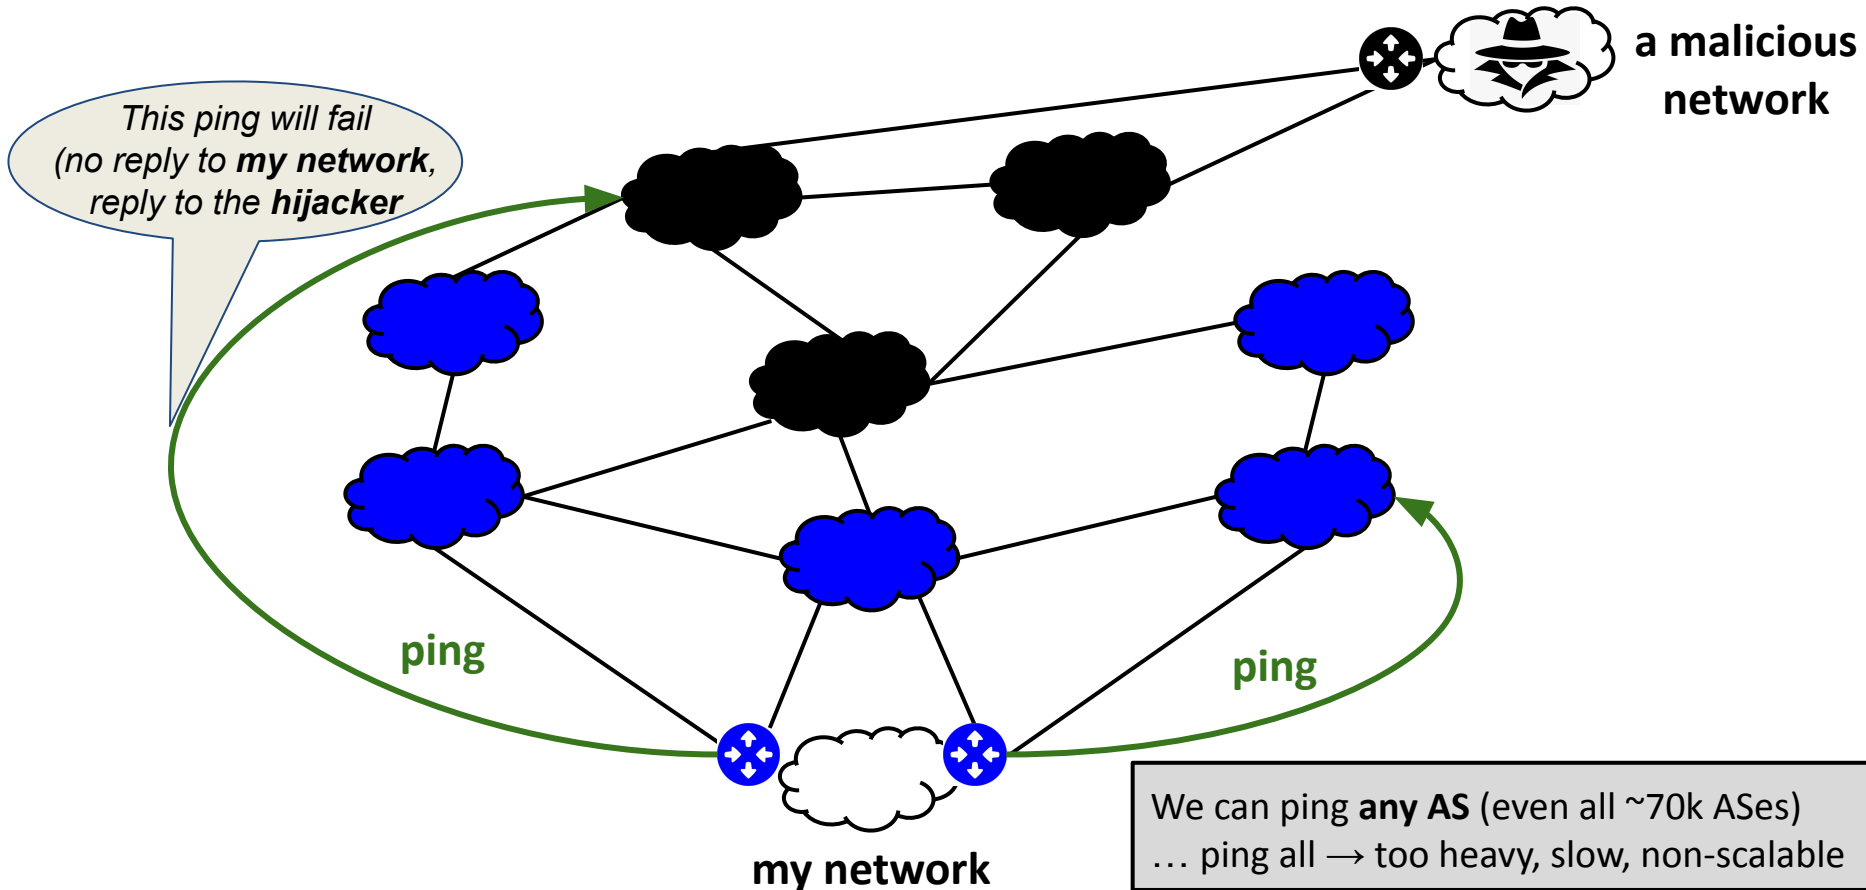 a malicious
network
This ping will fail
(no reply to my network,
reply to the hijacker
ping
ping
my network
We can ping any AS (even all ~70k ASes)
… ping all → too heavy, slow, non-scalable